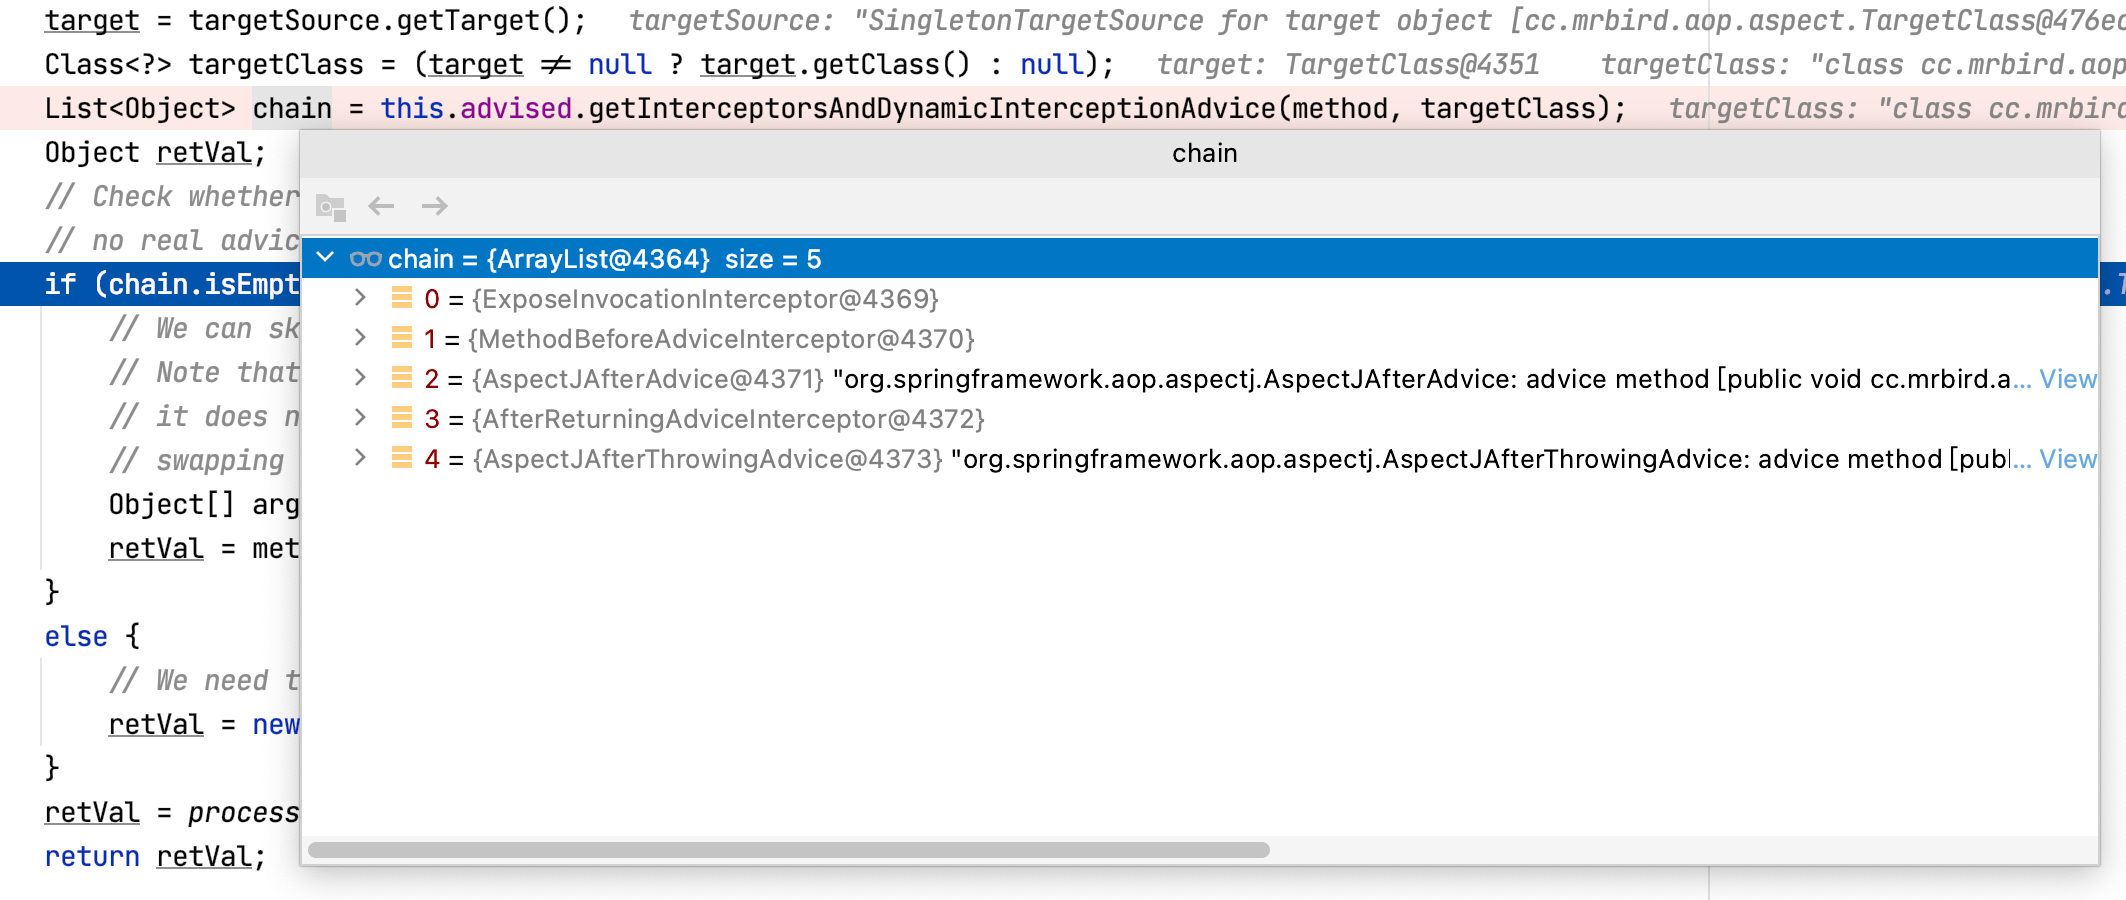 target = targetSource.getTarget();   targetSource: "SingletonTargetSource for target object [cc.mrbird.aop.aspect.TargetClass@476ec
Class<?> targetClass = (target ≠ null ? target.getClass() : null);   target: TargetClass@4351   targetClass: "class cc.mrbird.aop
List<Object> chain = this.advised.getInterceptorsAndDynamicInterceptionAdvice(method, targetClass);   targetClass: "class cc.mrbird
Object retVal;
chain
// Check whether
// no real advic
chain = {ArrayList@4364} size = 5
if (chain.isEmpt
0 = {ExposeInvocationInterceptor@4369}
// We can sk
1 = {MethodBeforeAdviceInterceptor@4370}
// Note that
2 = {AspectJAfterAdvice@4371} "org.springframework.aop.aspectj.AspectJAfterAdvice: advice method [public void cc.mrbird.a... View
// it does n
3 = {AfterReturningAdviceInterceptor@4372}
// swapping
4 = {AspectJAfterThrowingAdvice@4373} "org.springframework.aop.aspectj.AspectJAfterThrowingAdvice: advice method [publ... View
Object[] arg
retVal = met
}
else {
// We need t
retVal = new
}
retVal = process
return retVal;